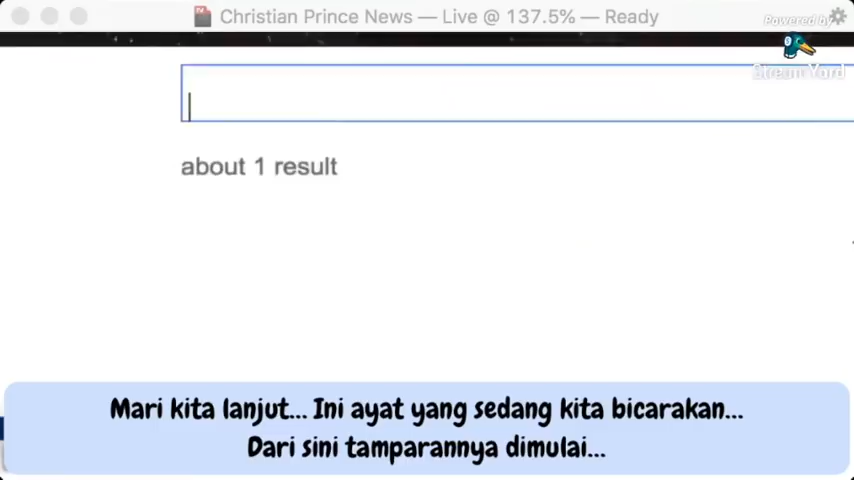 Christian Prince News — Live @ 137.5% — Ready
Powered by
StreamYard
about 1 result
Mari kita lanjut... Ini ayat yang sedang kita bicarakan...
Dari sini tamparannya dimulai...